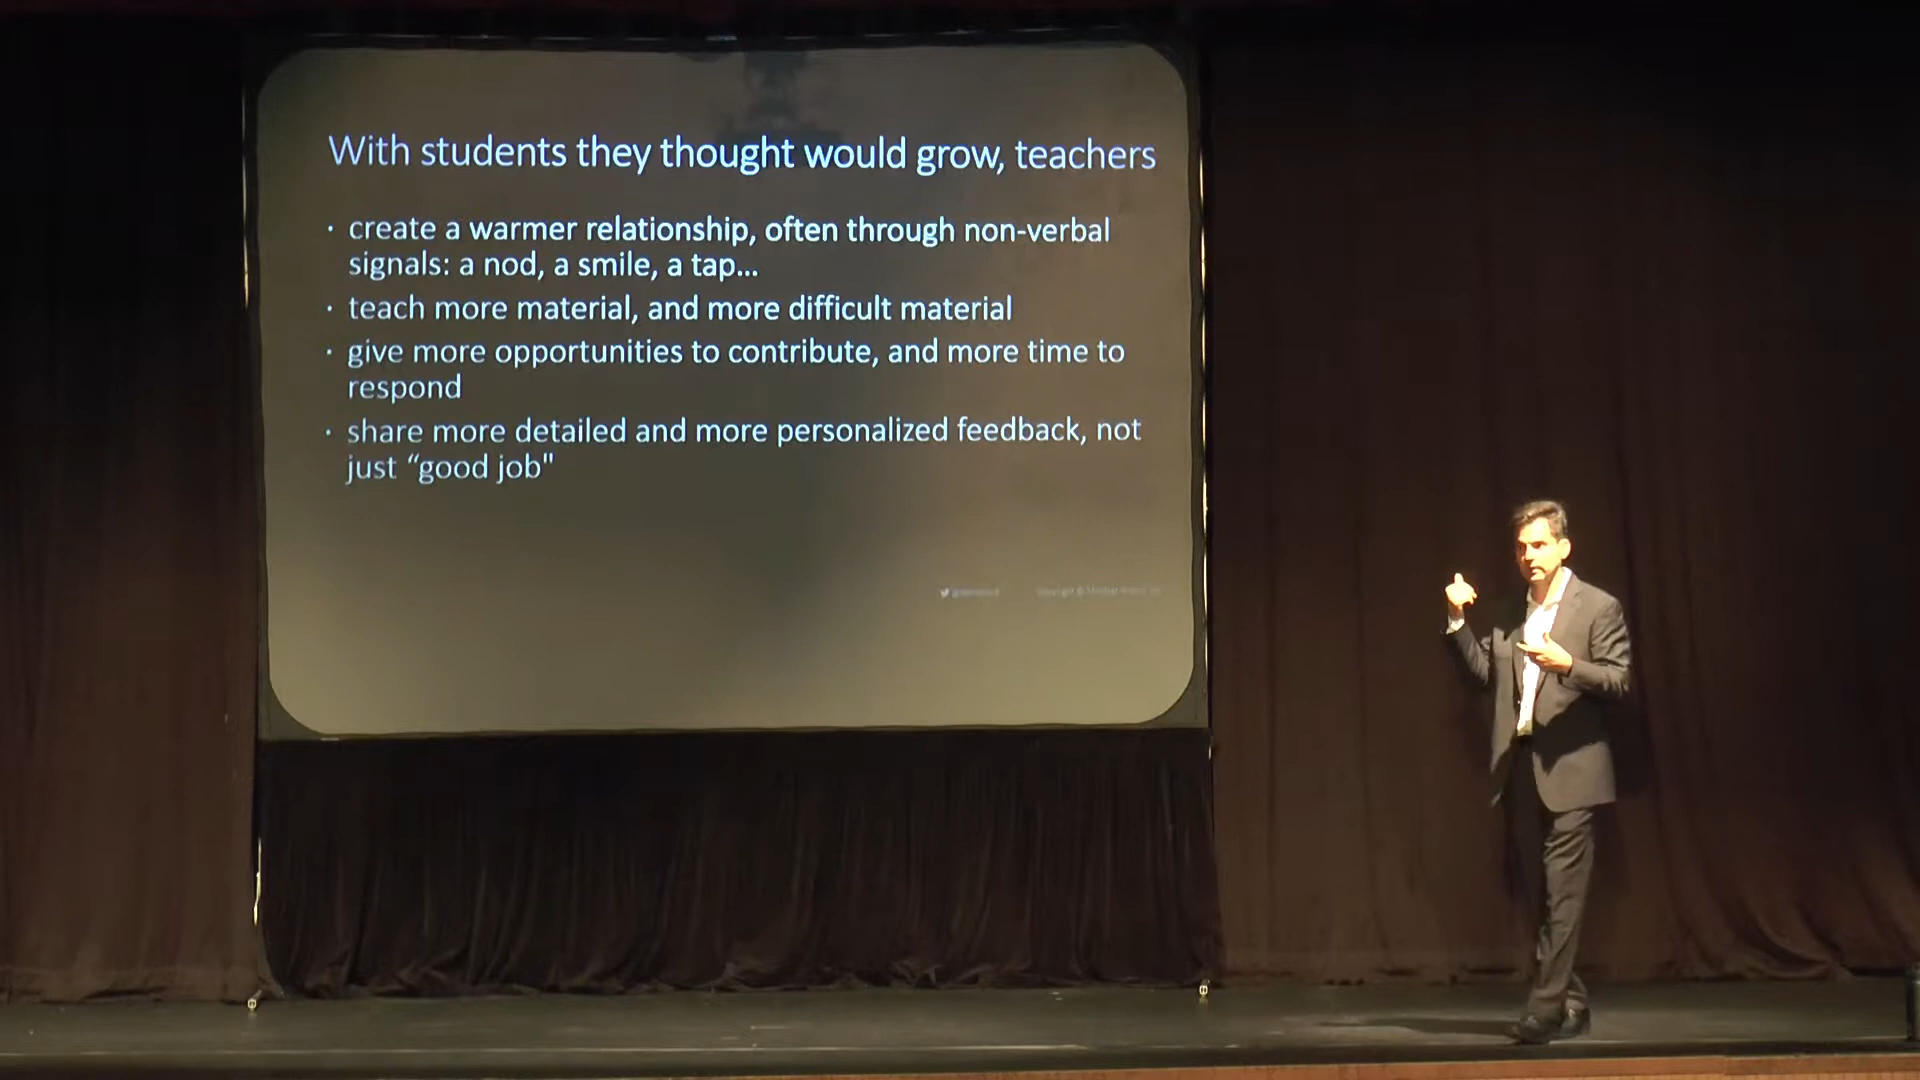 With students they thought would grow, teachers
· create a warmer relationship, often through non-verbal
signals: a nod, a smile, a tap...
· teach more material, and more difficult material
· give more opportunities to contribute, and more time to
respond
· share more detailed and more personalized feedback, not
just “good job"
Copyright ©